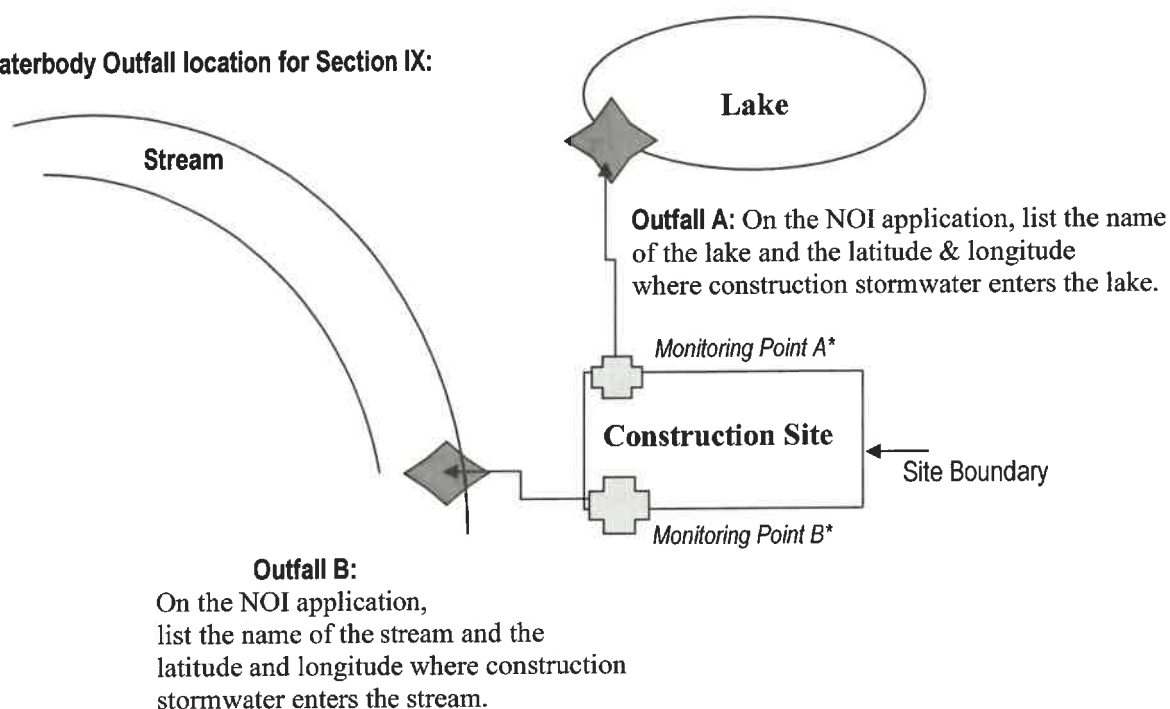 aterbody Outfall location for Section IX:
Lake
Stream
Outfall A: On the NOI application, list the name
of the lake and the latitude & longitude
where construction stormwater enters the lake.
Monitoring Point A*
Construction Site
Site Boundary
Monitoring Point B*
Outfall B:
On the NOI application,
list the name of the stream and the
latitude and longitude where construction
stormwater enters the stream.